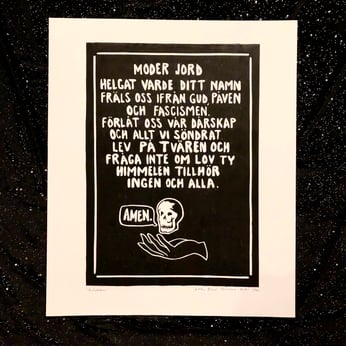 MODER JORD
HELGAT VARDE DITT NAMN
FRÄLS OSS IFRÅN GUD PÅVEN
OCH FASCISMEN.
FÖRLÅT OSS VÅR DÅRSKAP
OCH ALLT VI SÖNDRAT
LEV PÅ TVÄREN OCH
FRÅGA INTE OM LOV TY
HIMMELEN TILLHÖR
INGEN OCH ALLA.
AMEN.